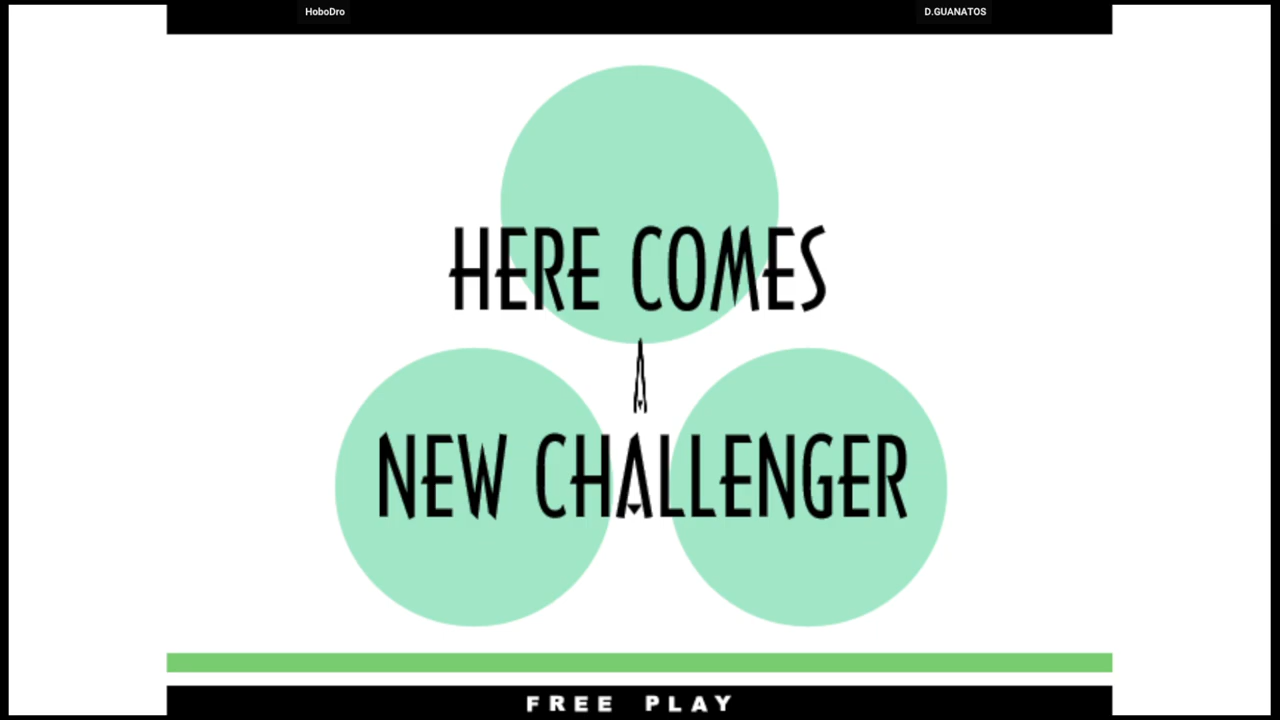 HoboDro
D.GUANATOS
HERE COMES
A
NEW CHALLENGER
FREE PLAY